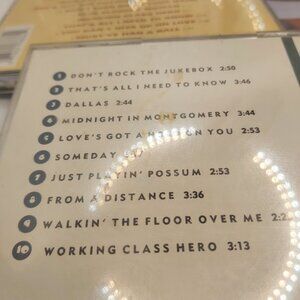 1 DON'T ROCK THE JUKEBOX 2:50
2 THAT'S ALL I NEED TO KNOW 3:46
3 DALLAS 2:44
4 MIDNIGHT IN MONTGOMERY 3:44
5 LOVE'S GOT A ON YOU 2:53
6 SOMEDAY
7 JUST PLAYIN' POSSUM 2:53
8 FROM A DISTANCE 3:36
9 WALKIN' THE FLOOR OVER ME
10 WORKING CLASS HERO 3:13